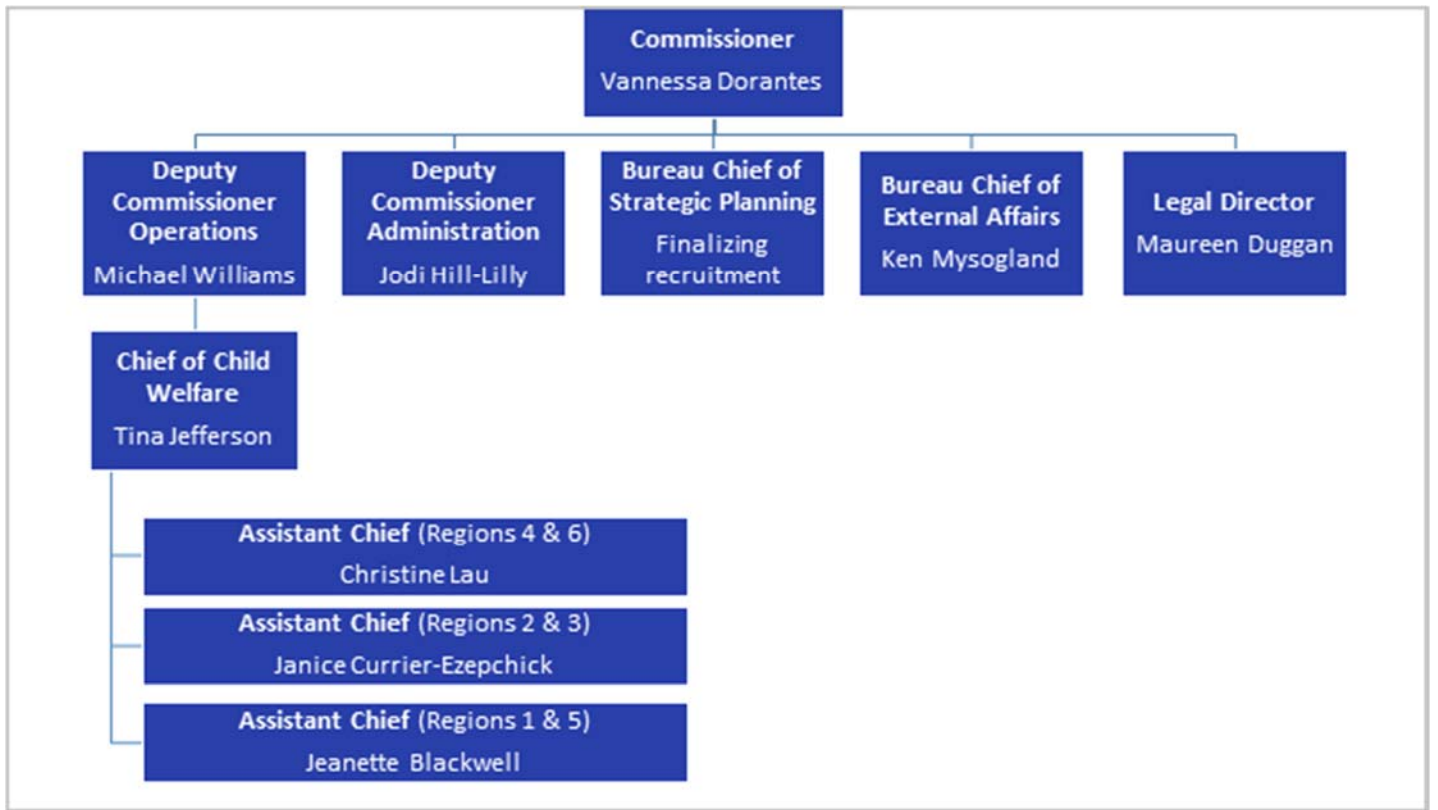 Commissioner
Vannessa Dorantes
Deputy
Commissioner
Operations
Michael Williams
Deputy
Commissioner
Administration
Jodi Hill-Lilly
Bureau Chief of
Strategic Planning
Finalizing
recruitment
Bureau Chief of
External Affairs
Ken Mysogland
Legal Director
Maureen Duggan
Chief of Child
Welfare
Tina Jefferson
Assistant Chief (Regions 4 & 6)
Christine Lau
Assistant Chief (Regions 2 & 3)
Janice Currier-Ezepchick
Assistant Chief (Regions 1 & 5)
Jeanette Blackwell